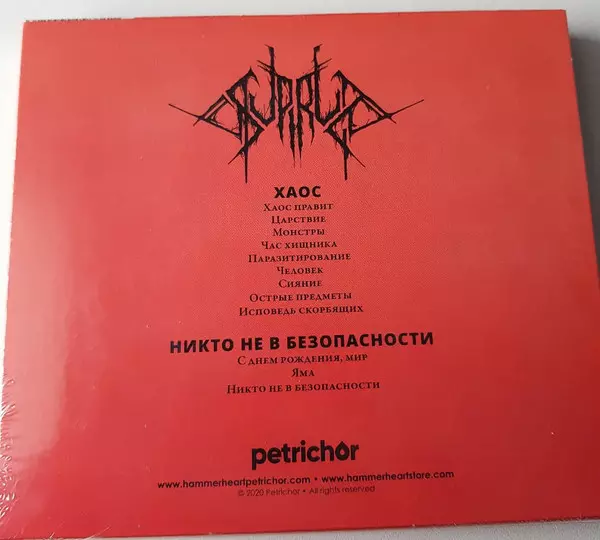 ХАОС
Хаос правит
Царствие
Монстры
Час хищника
Паразитирование
Человек
Сияние
Острые предметы
Исповедь скорбящих
НИКТО НЕ В БЕЗОПАСНОСТИ
С днем рождения, мир
Яма
Никто не в безопасности
petrichor
www.hammerheartpetrichor.com • www.hammerheartstore.com
© 2020 Petrichor • All rights reserved